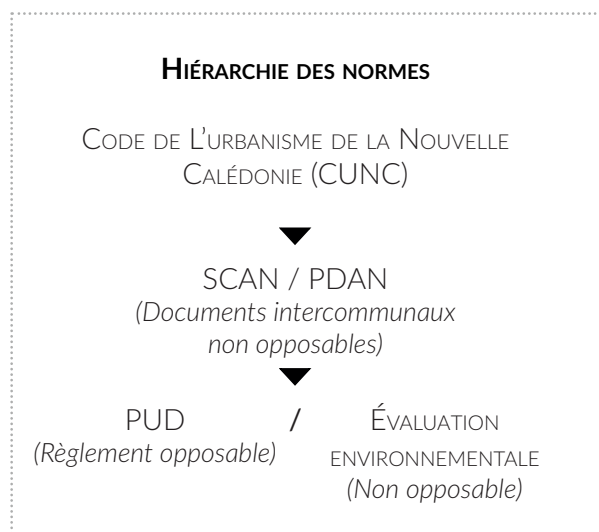 Hiérarchie des normes
Code de L'urbanisme de la Nouvelle
Calédonie (CUNC)
SCAN / PDAN
(Documents intercommunaux
non opposables)
PUD / Évaluation
(Règlement opposable) environnementale
(Non opposable)